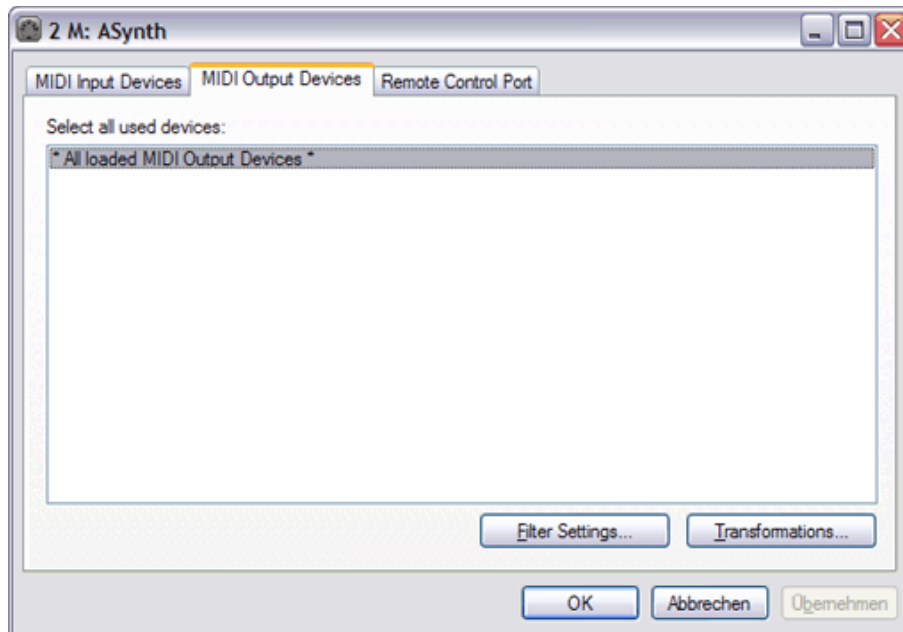 2 M: ASynth
MIDI Input Devices MIDI Output Devices Remote Control Port
Select all used devices:
* All loaded MIDI Output Devices *
Filter Settings... Transformations...
OK Abbrechen Übernehmen